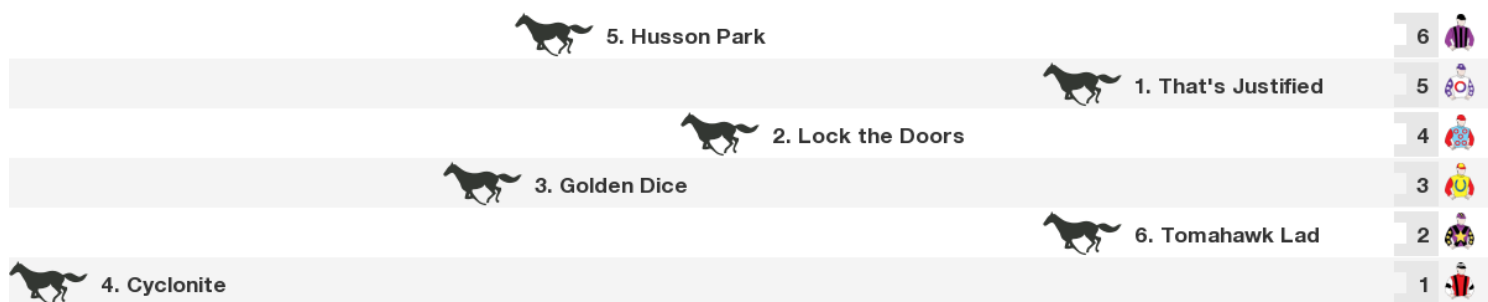 5. Husson Park 6
1. That's Justified 5
2. Lock the Doors 4
3. Golden Dice 3
6. Tomahawk Lad 2
4. Cyclonite 1